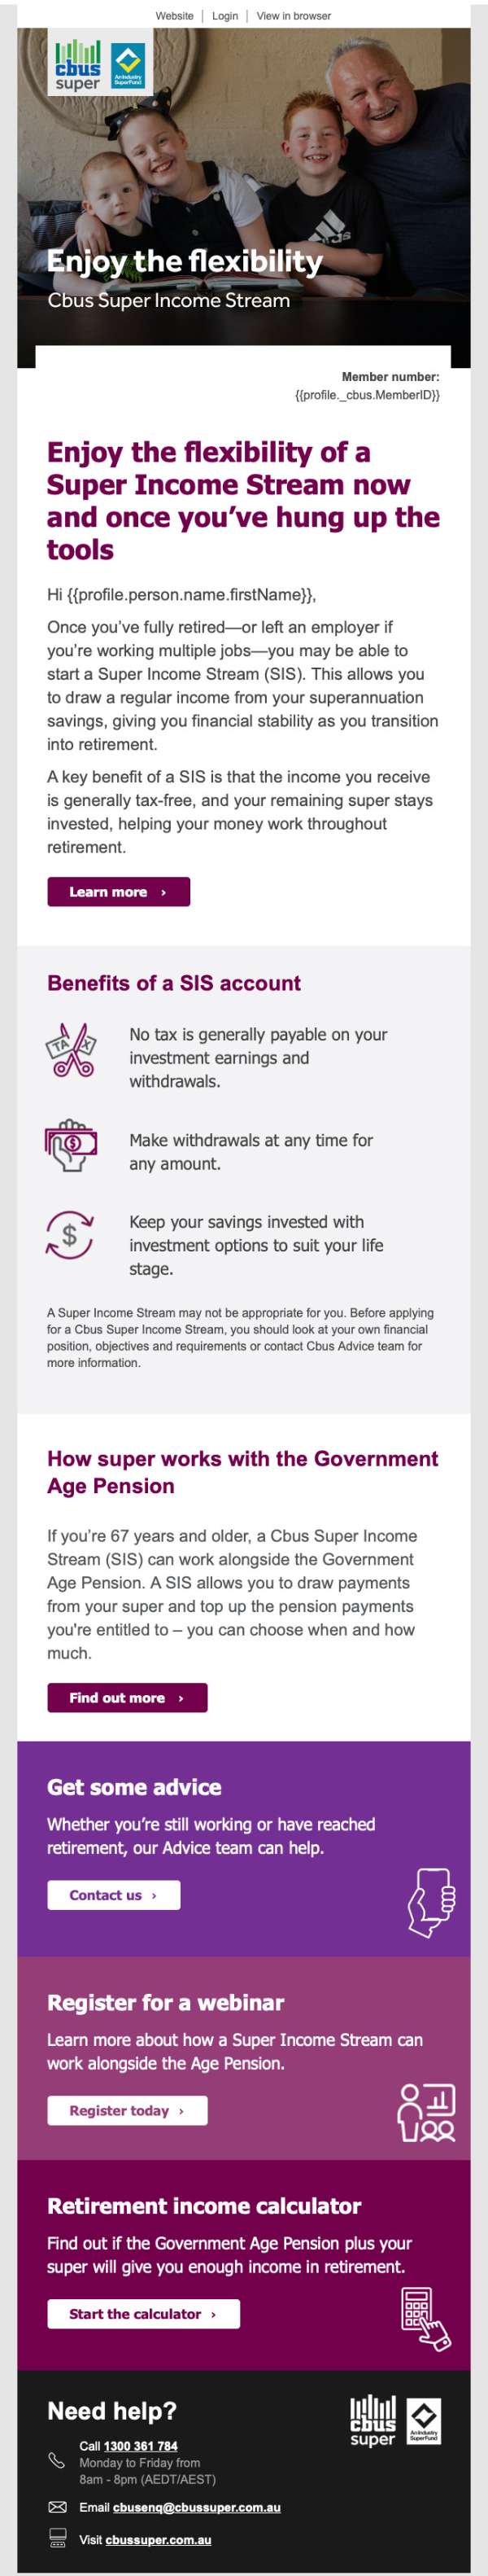 Website | Login | View in browser
cbus
super
An Industry
SuperFund
Enjoy the flexibility
Cbus Super Income Stream
Member number:
{{profile._cbus.MemberID}}
Enjoy the flexibility of a
Super Income Stream now
and once you’ve hung up the
tools
Hi {{profile.person.name.firstName}},
Once you’ve fully retired—or left an employer if
you’re working multiple jobs—you may be able to
start a Super Income Stream (SIS). This allows you
to draw a regular income from your superannuation
savings, giving you financial stability as you transition
into retirement.
A key benefit of a SIS is that the income you receive
is generally tax-free, and your remaining super stays
invested, helping your money work throughout
retirement.
Learn more ›
Benefits of a SIS account
TAX
No tax is generally payable on your
investment earnings and
withdrawals.
$
Make withdrawals at any time for
any amount.
$
Keep your savings invested with
investment options to suit your life
stage.
A Super Income Stream may not be appropriate for you. Before applying
for a Cbus Super Income Stream, you should look at your own financial
position, objectives and requirements or contact Cbus Advice team for
more information.
How super works with the Government
Age Pension
If you’re 67 years and older, a Cbus Super Income
Stream (SIS) can work alongside the Government
Age Pension. A SIS allows you to draw payments
from your super and top up the pension payments
you're entitled to – you can choose when and how
much.
Find out more ›
Get some advice
Whether you’re still working or have reached
retirement, our Advice team can help.
Contact us ›
Register for a webinar
Learn more about how a Super Income Stream can
work alongside the Age Pension.
Register today ›
Retirement income calculator
Find out if the Government Age Pension plus your
super will give you enough income in retirement.
Start the calculator ›
Need help?
cbus
super
An Industry
SuperFund
Call 1300 361 784
Monday to Friday from
8am - 8pm (AEDT/AEST)
Email cbusenq@cbussuper.com.au
Visit cbussuper.com.au